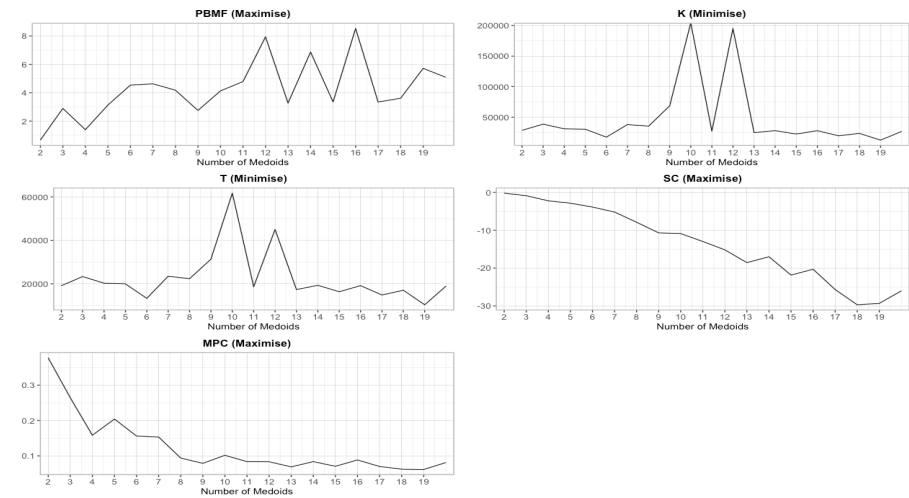 PBMF (Maximise)
8
6
4
2
2 3 4 5 6 7 8 9 10 11 12 13 14 15 16 17 18 19
Number of Medoids
K (Minimise)
200000
150000
100000
50000
2 3 4 5 6 7 8 9 10 11 12 13 14 15 16 17 18 19
Number of Medoids
T (Minimise)
60000
40000
20000
2 3 4 5 6 7 8 9 10 11 12 13 14 15 16 17 18 19
Number of Medoids
SC (Maximise)
0
-10
-20
-30
2 3 4 5 6 7 8 9 10 11 12 13 14 15 16 17 18 19
Number of Medoids
MPC (Maximise)
0.3
0.2
0.1
2 3 4 5 6 7 8 9 10 11 12 13 14 15 16 17 18 19
Number of Medoids